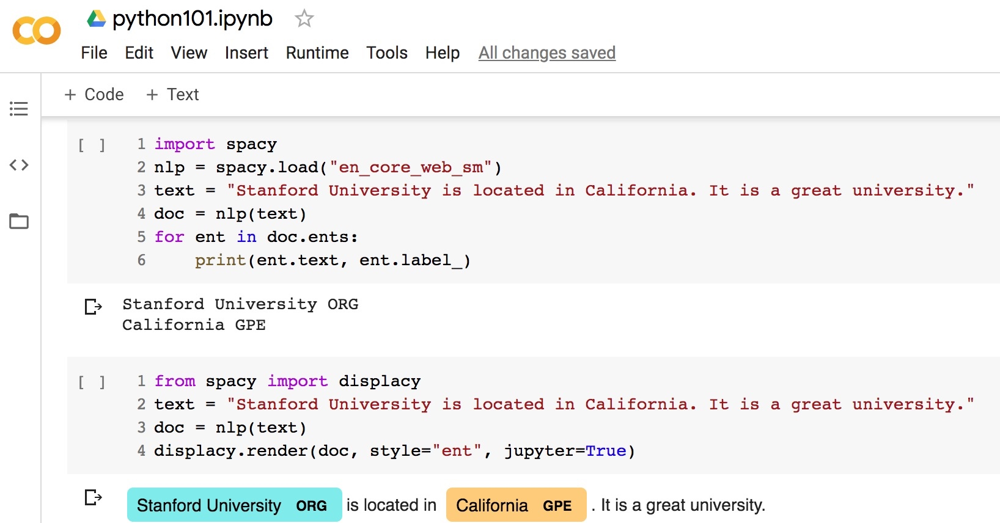 python101.ipynb
File Edit View Insert Runtime Tools Help All changes saved
+ Code + Text
[ ] 1 import spacy
2 nlp = spacy.load("en_core_web_sm")
3 text = "Stanford University is located in California. It is a great university."
4 doc = nlp(text)
5 for ent in doc.ents:
6     print(ent.text, ent.label_)
Stanford University ORG
California GPE
[ ] 1 from spacy import displacy
2 text = "Stanford University is located in California. It is a great university."
3 doc = nlp(text)
4 displacy.render(doc, style="ent", jupyter=True)
Stanford University ORG is located in California GPE . It is a great university.